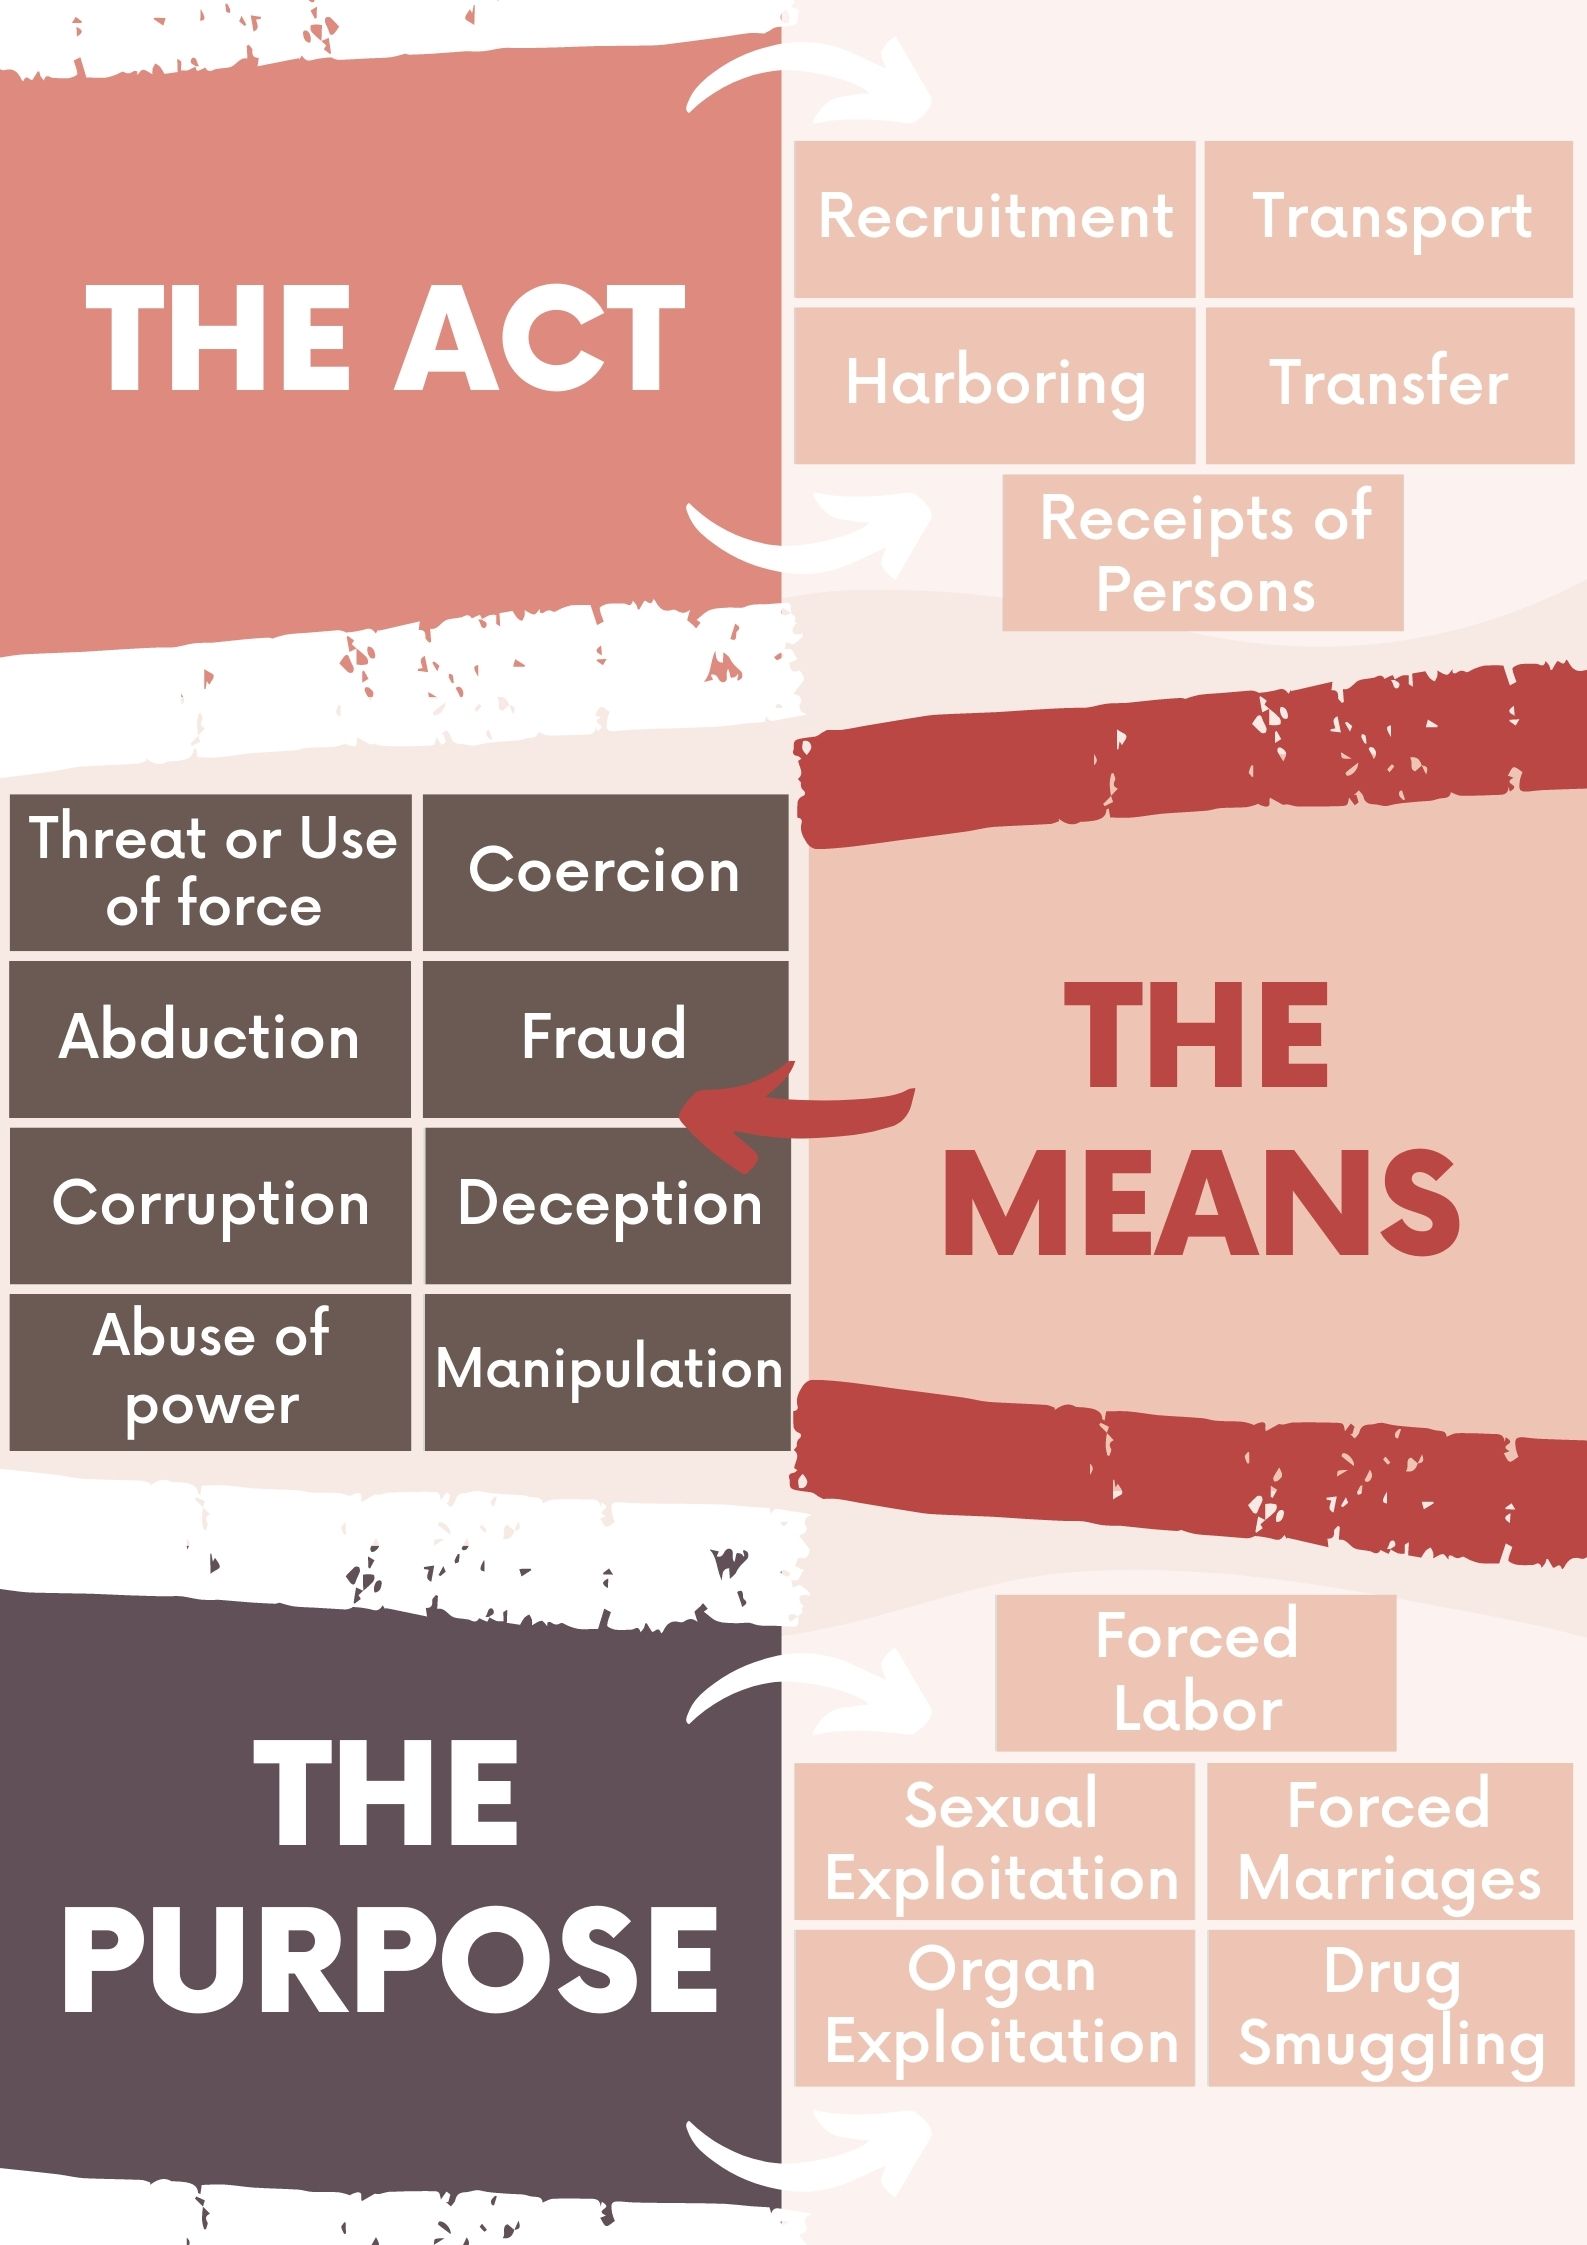 THE ACT
Recruitment
Transport
Harboring
Transfer
Receipts of
Persons
THE
MEANS
Threat or Use
of force
Coercion
Abduction
Fraud
Corruption
Deception
Abuse of
power
Manipulation
THE
PURPOSE
Forced
Labor
Sexual
Exploitation
Forced
Marriages
Organ
Exploitation
Drug
Smuggling